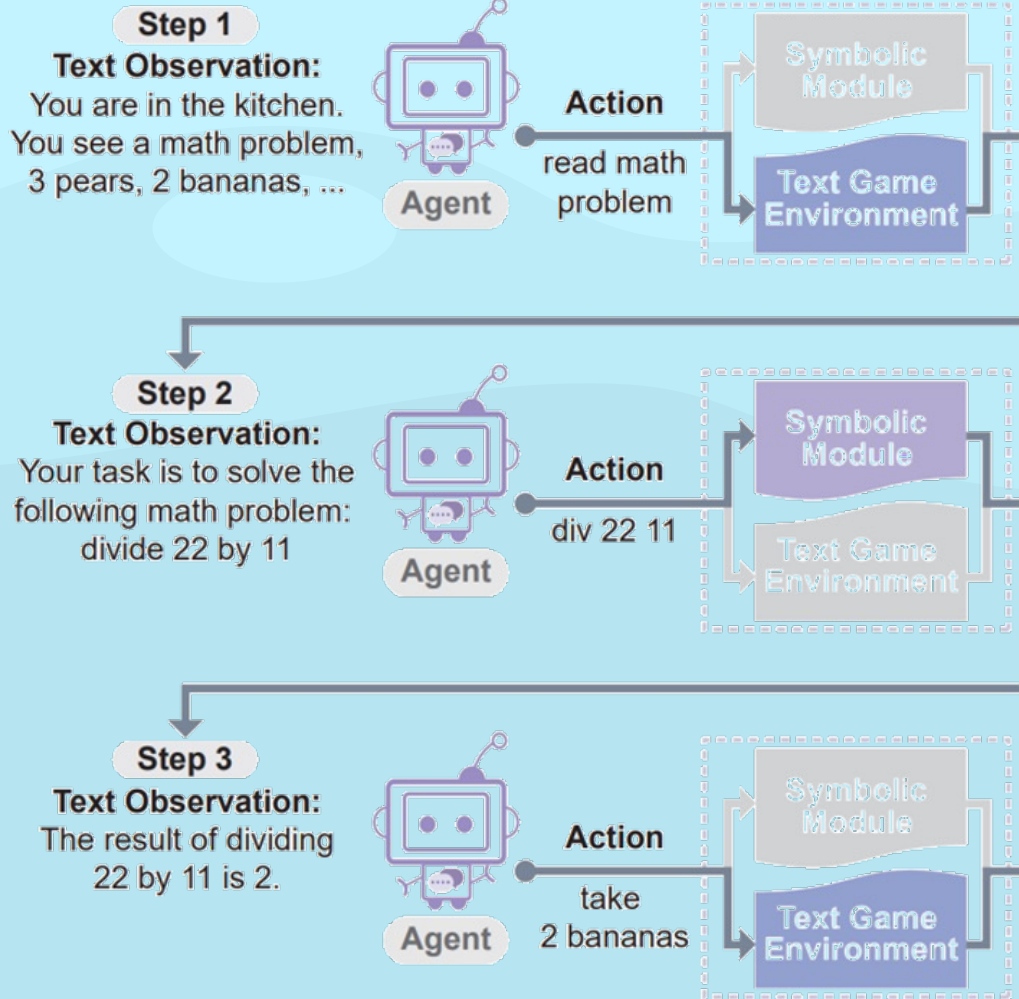 Step 1
Text Observation:
You are in the kitchen.
You see a math problem,
3 pears, 2 bananas, ...
Agent
Action
read math
problem
Symbolic
Module
Text Game
Environment
Step 2
Text Observation:
Your task is to solve the
following math problem:
divide 22 by 11
Agent
Action
div 22 11
Symbolic
Module
Text Game
Environment
Step 3
Text Observation:
The result of dividing
22 by 11 is 2.
Agent
Action
take
2 bananas
Symbolic
Module
Text Game
Environment